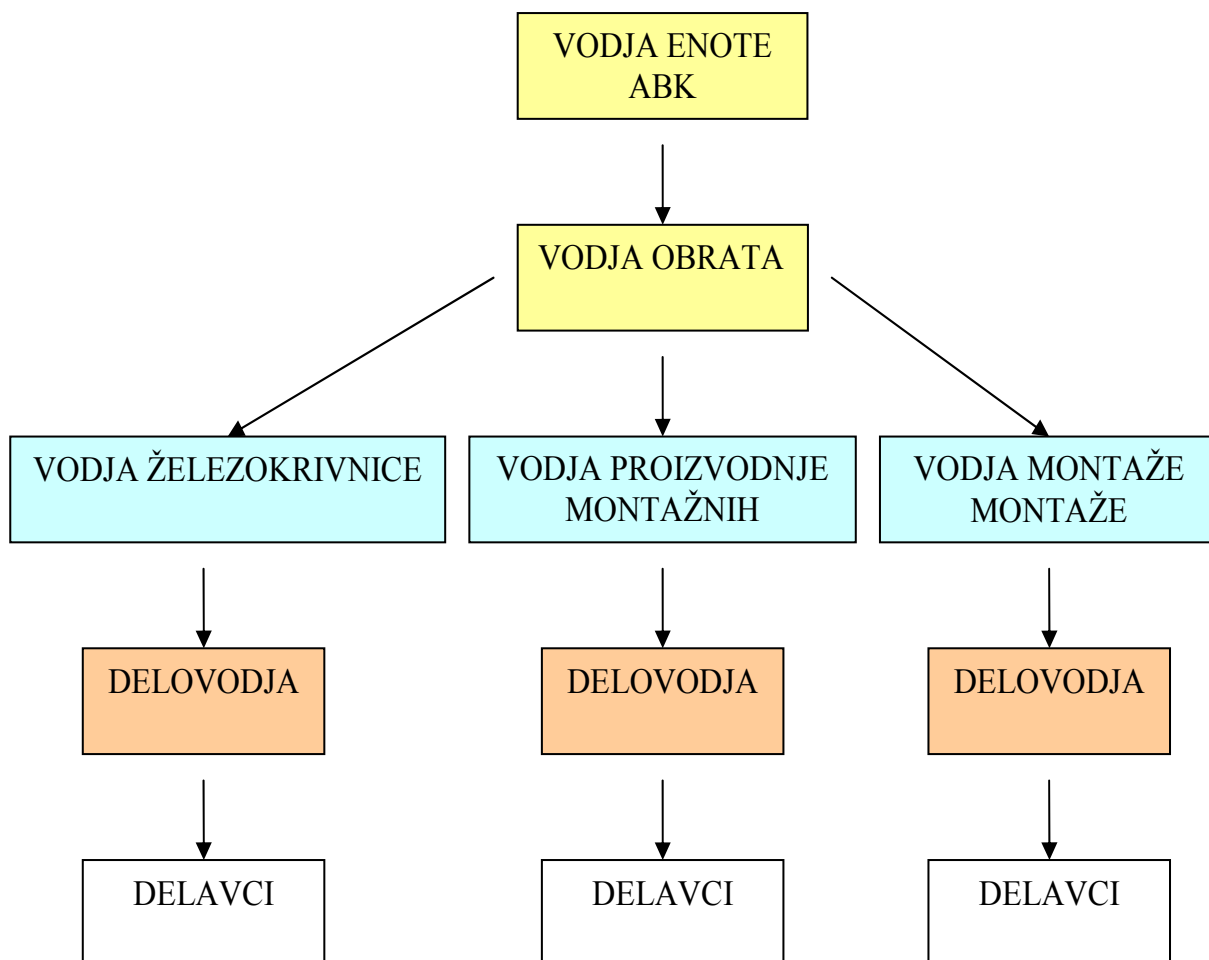 VODJA ENOTE
ABK
VODJA OBRATA
VODJA ŽELEZOKRIVNICE
VODJA PROIZVODNJE
MONTAŽNIH
VODJA MONTAŽE
MONTAŽE
DELOVODJA
DELOVODJA
DELOVODJA
DELAVCI
DELAVCI
DELAVCI